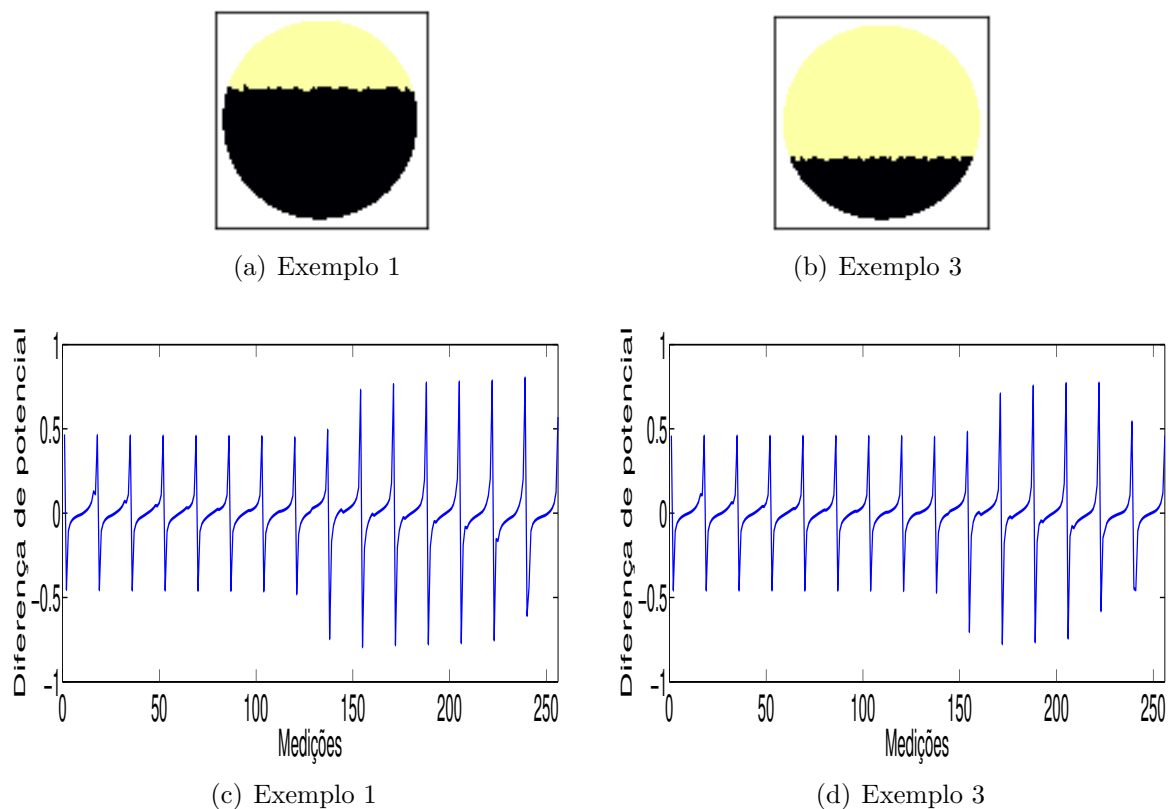 (a) Exemplo 1
(b) Exemplo 3
Diferença de potencial
1
0.5
0
−0.5
−1
0 50 100 150 200 250
Medições
(c) Exemplo 1
Diferença de potencial
1
0.5
0
−0.5
−1
0 50 100 150 200 250
Medições
(d) Exemplo 3